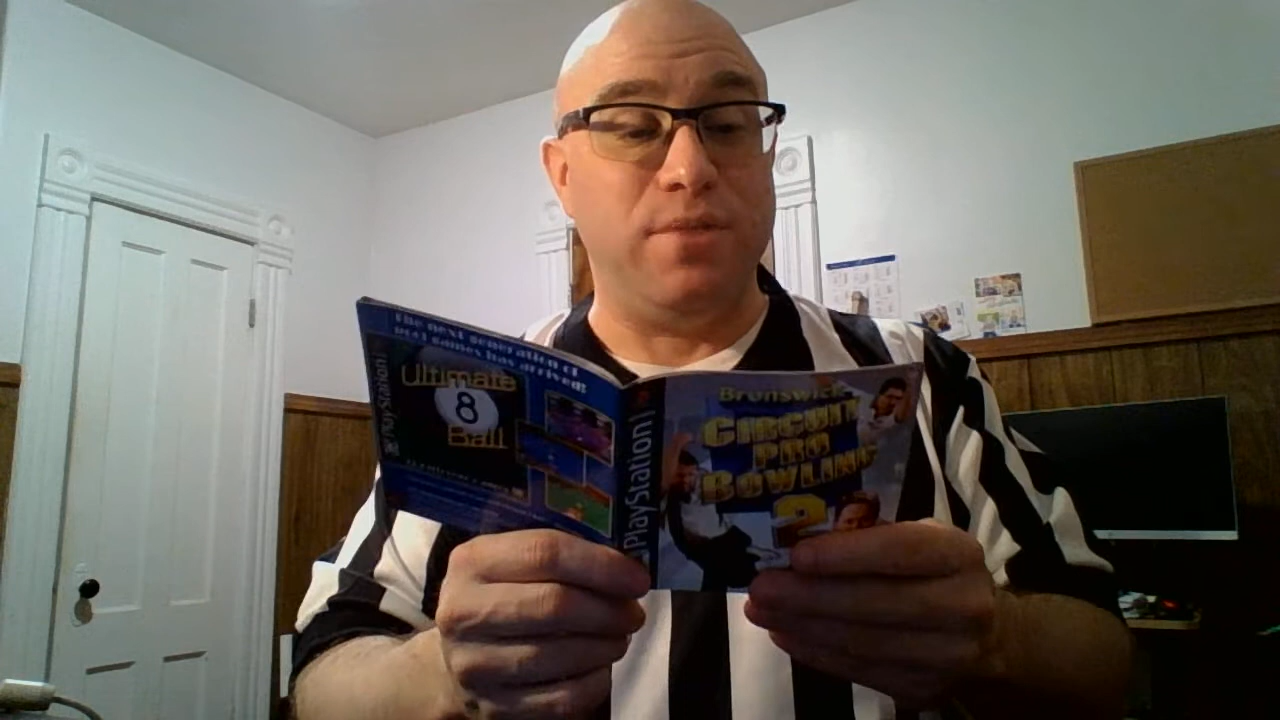 The next generation of
pool games has arrived!
PlayStation
Ultimate
8
Ball
PlayStation
Brunswick
CIRCUIT
PRO
BOWLING
2